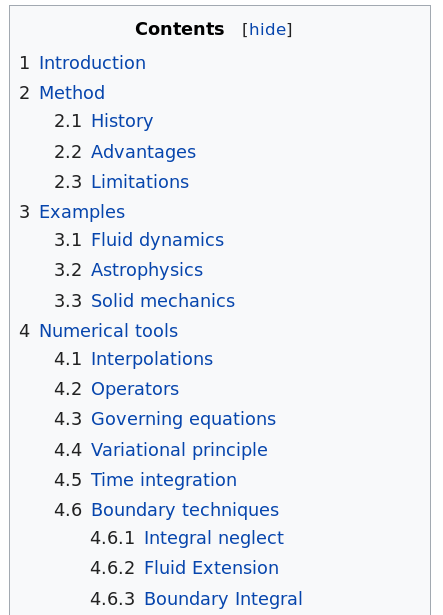 Contents [hide]
1 Introduction
2 Method
2.1 History
2.2 Advantages
2.3 Limitations
3 Examples
3.1 Fluid dynamics
3.2 Astrophysics
3.3 Solid mechanics
4 Numerical tools
4.1 Interpolations
4.2 Operators
4.3 Governing equations
4.4 Variational principle
4.5 Time integration
4.6 Boundary techniques
4.6.1 Integral neglect
4.6.2 Fluid Extension
4.6.3 Boundary Integral